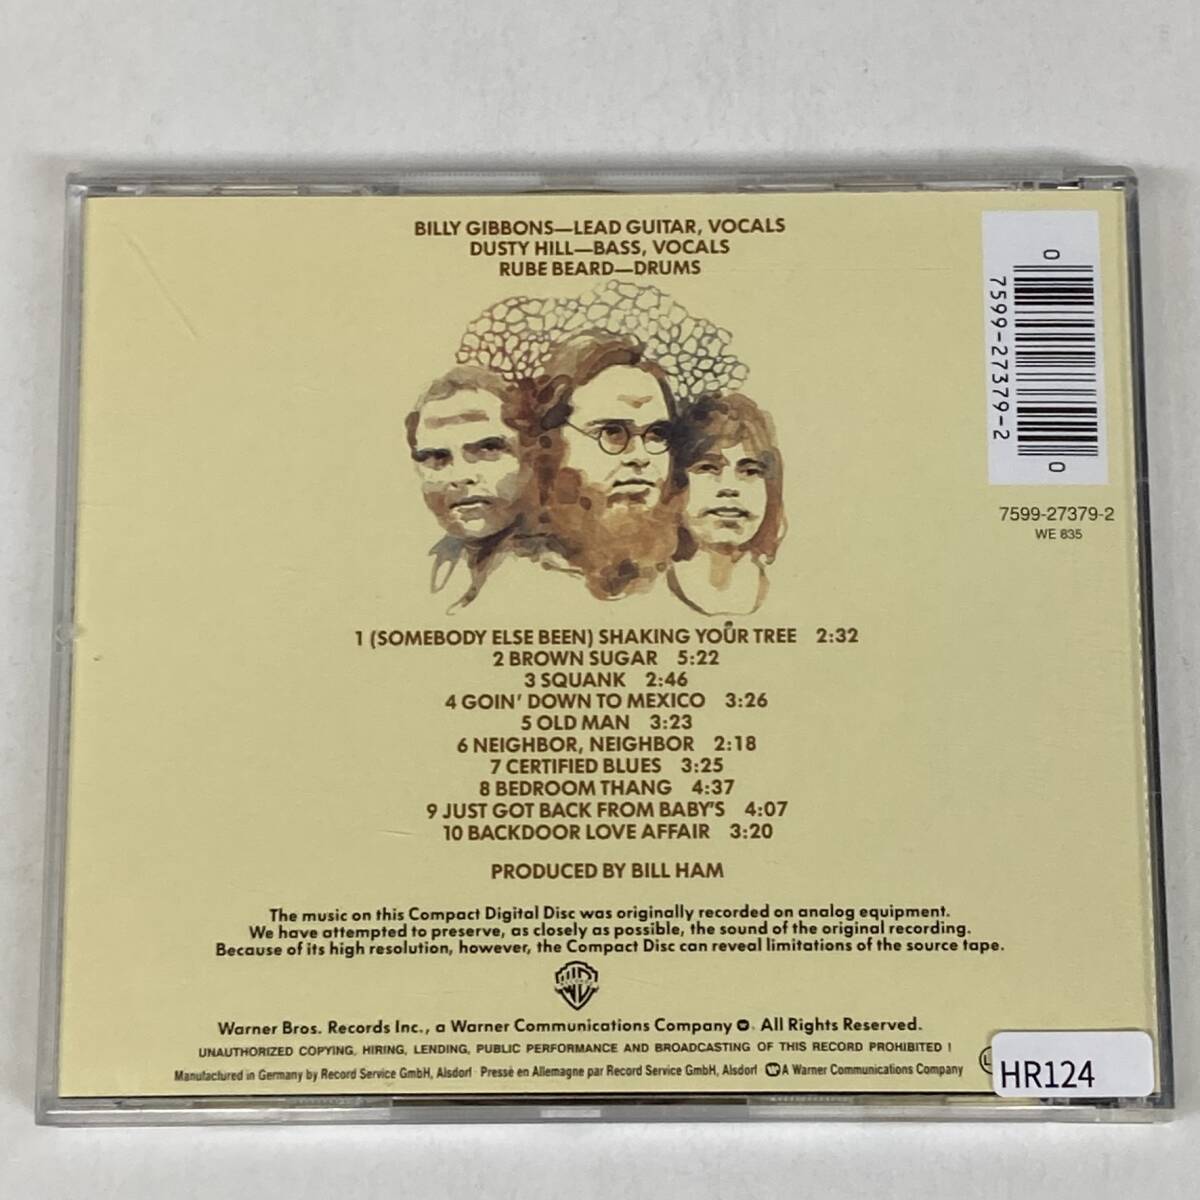 BILLY GIBBONS—LEAD GUITAR, VOCALS
DUSTY HILL—BASS, VOCALS
RUBE BEARD—DRUMS
0 7599-27379-2 0
7599-27379-2
WE 835
1 (SOMEBODY ELSE BEEN) SHAKING YOUR TREE 2:32
2 BROWN SUGAR 5:22
3 SQUANK 2:46
4 GOIN' DOWN TO MEXICO 3:26
5 OLD MAN 3:23
6 NEIGHBOR, NEIGHBOR 2:18
7 CERTIFIED BLUES 3:25
8 BEDROOM THANG 4:37
9 JUST GOT BACK FROM BABY'S 4:07
10 BACKDOOR LOVE AFFAIR 3:20
PRODUCED BY BILL HAM
The music on this Compact Digital Disc was originally recorded on analog equipment.
We have attempted to preserve, as closely as possible, the sound of the original recording.
Because of its high resolution, however, the Compact Disc can reveal limitations of the source tape.
Warner Bros. Records Inc., a Warner Communications Company. All Rights Reserved.
UNAUTHORIZED COPYING, HIRING, LENDING, PUBLIC PERFORMANCE AND BROADCASTING OF THIS RECORD PROHIBITED !
Manufactured in Germany by Record Service GmbH, Alsdorf · Pressé en Allemagne par Record Service GmbH, Alsdorf A Warner Communications Company
HR124